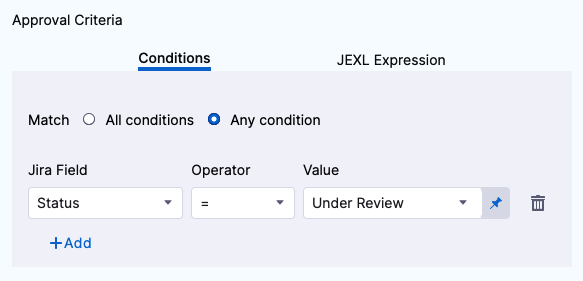 Approval Criteria
Conditions JEXL Expression
Match All conditions Any condition
Jira Field Operator Value
Status = Under Review
+Add